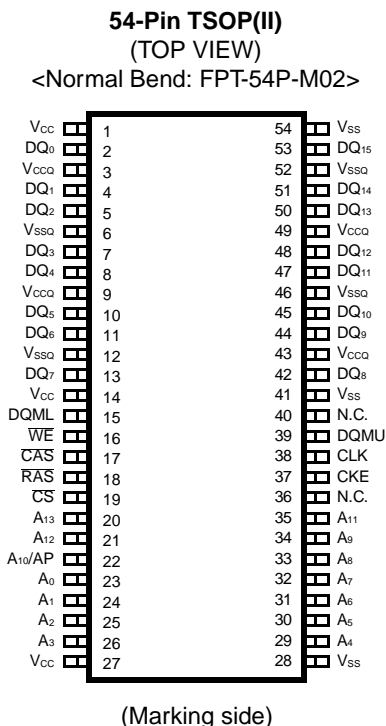 54-Pin TSOP(II)
(TOP VIEW)
<Normal Bend: FPT-54P-M02>
VCC 1 54 VSS
DQ0 2 53 DQ15
VCCQ 3 52 VSSQ
DQ1 4 51 DQ14
DQ2 5 50 DQ13
VSSQ 6 49 VCCQ
DQ3 7 48 DQ12
DQ4 8 47 DQ11
VCCQ 9 46 VSSQ
DQ5 10 45 DQ10
DQ6 11 44 DQ9
VSSQ 12 43 VCCQ
DQ7 13 42 DQ8
VCC 14 41 VSS
DQML 15 40 N.C.
W̅E̅ 16 39 DQMU
C̅A̅S̅ 17 38 CLK
R̅A̅S̅ 18 37 CKE
C̅S̅ 19 36 N.C.
A13 20 35 A11
A12 21 34 A9
A10/AP 22 33 A8
A0 23 32 A7
A1 24 31 A6
A2 25 30 A5
A3 26 29 A4
VCC 27 28 VSS
(Marking side)